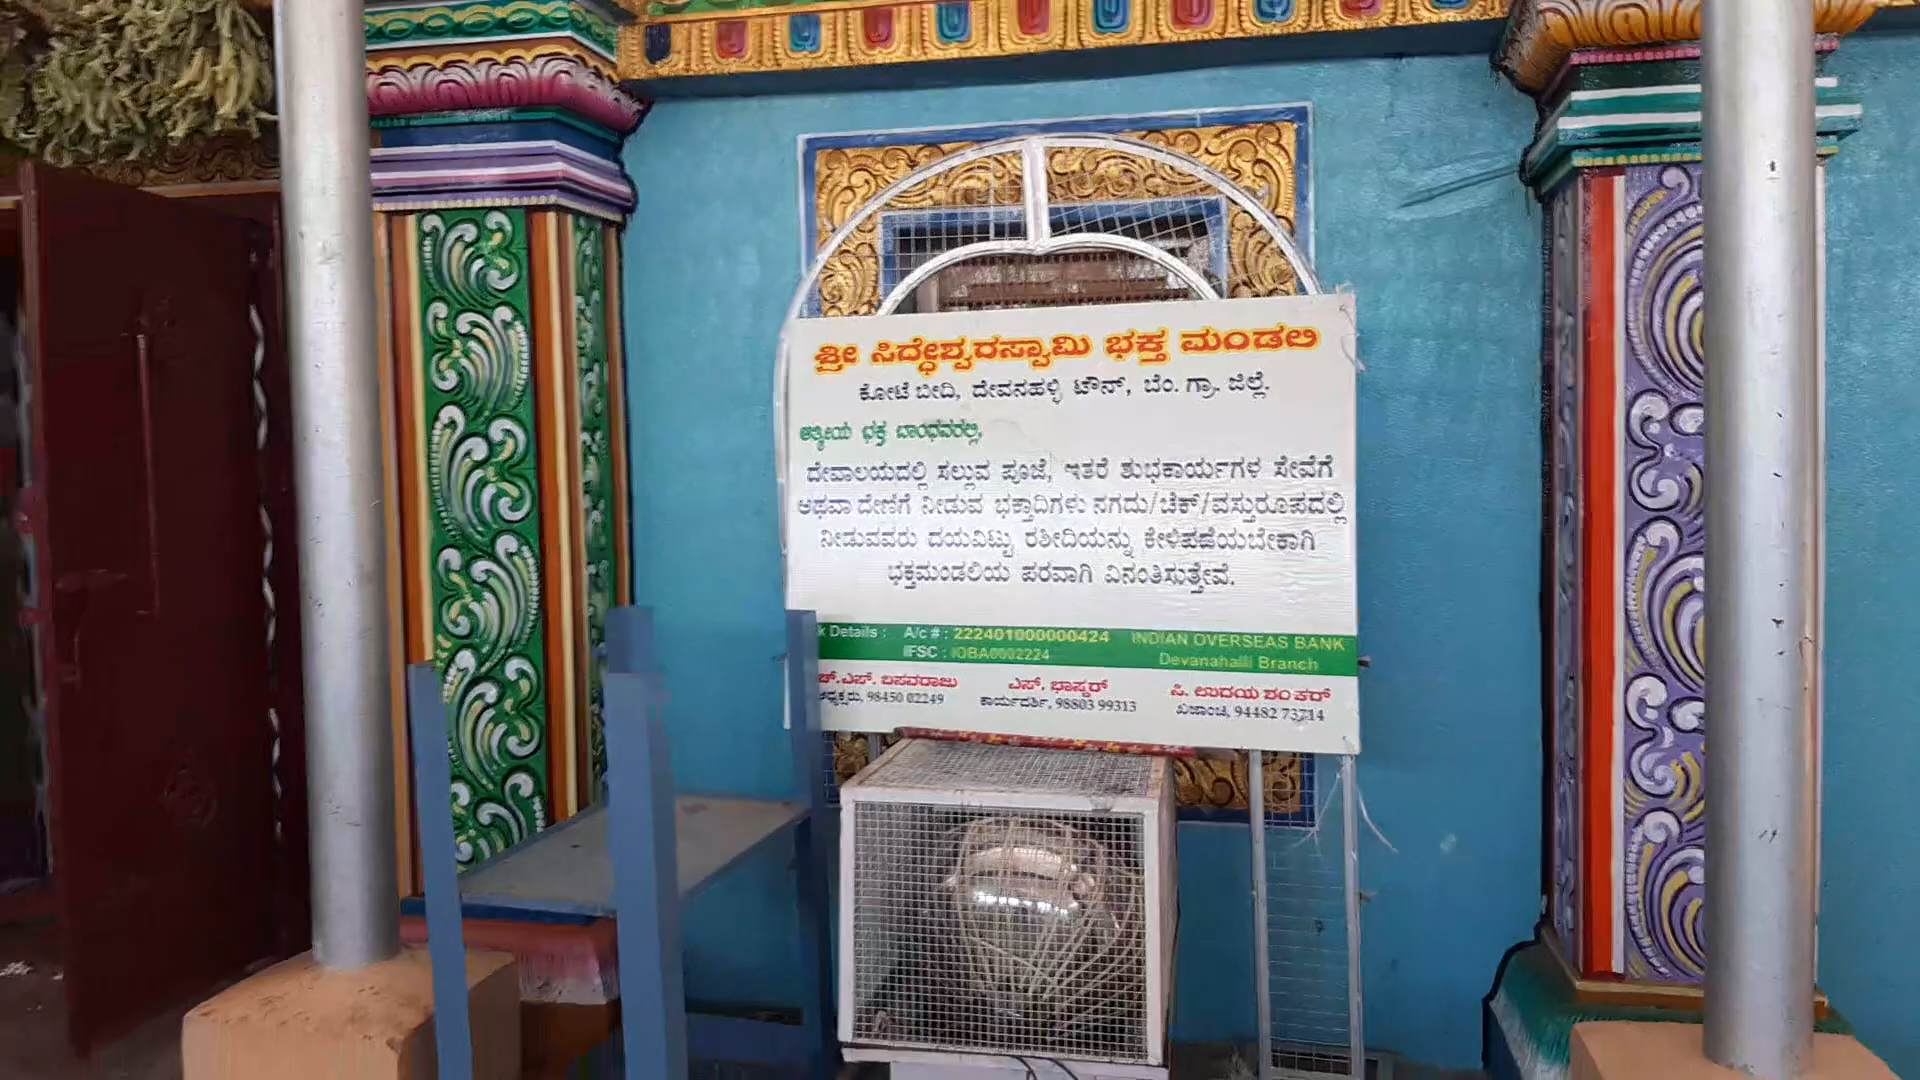 ಶ್ರೀ ಸಿದ್ಧೇಶ್ವರಸ್ವಾಮಿ ಭಕ್ತ ಮಂಡಲಿ
ಕೋಟೆ ಬೀದಿ, ದೇವನಹಳ್ಳಿ ಟೌನ್, ಬೆಂ. ಗ್ರಾ. ಜಿಲ್ಲೆ.
ಆತ್ಮೀಯ ಭಕ್ತ ಬಾಂಧವರಲ್ಲಿ,
ದೇವಾಲಯದಲ್ಲಿ ಸಲ್ಲುವ ಪೂಜೆ, ಇತರೆ ಶುಭಕಾರ್ಯಗಳ ಸೇವೆಗೆ
ಅಥವಾ ದೇಣಿಗೆ ನೀಡುವ ಭಕ್ತಾದಿಗಳು ನಗದು/ಚೆಕ್/ವಸ್ತುರೂಪದಲ್ಲಿ
ನೀಡುವವರು ದಯವಿಟ್ಟು ರಶೀದಿಯನ್ನು ಕೇಳಿಪಡೆಯಬೇಕಾಗಿ
ಭಕ್ತಮಂಡಲಿಯ ಪರವಾಗಿ ವಿನಂತಿಸುತ್ತೇವೆ.
k Details : A/c # : 222401000000424 INDIAN OVERSEAS BANK
IFSC : IOBA0002224 Devanahalli Branch
ಎಸ್. ಬಸವರಾಜು ಎಸ್. ಭಾಸ್ಕರ್ ಸಿ. ಉದಯ ಶಂಕರ್
98450 02249 ಕಾರ್ಯದರ್ಶಿ, 98803 99313 ಖಜಾಂಚಿ, 94482 73714